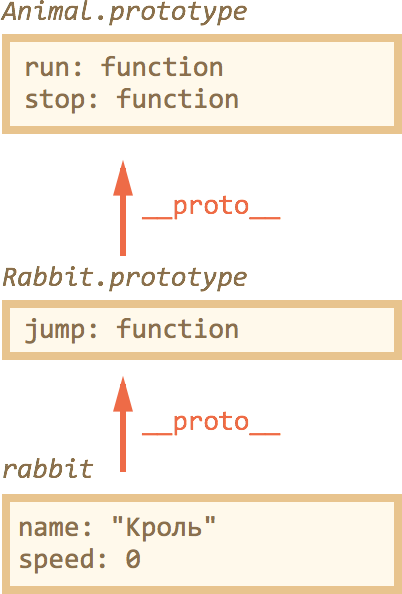 Animal.prototype
run: function
stop: function
__proto__
Rabbit.prototype
jump: function
__proto__
rabbit
name: "Кроль"
speed: 0